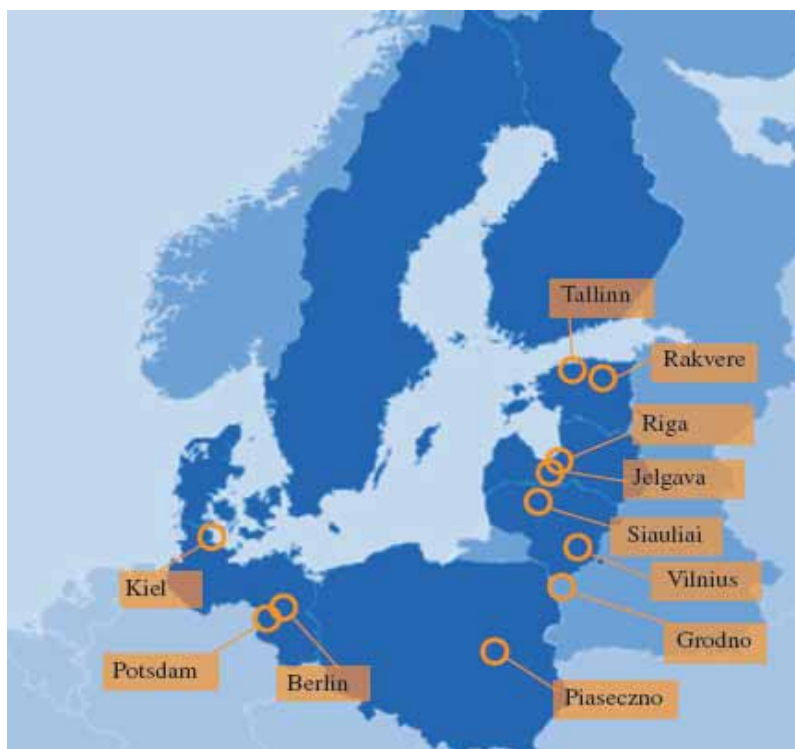 Tallinn
Rakvere
Riga
Jelgava
Siauliai
Vilnius
Kiel
Grodno
Potsdam
Berlin
Piaseczno